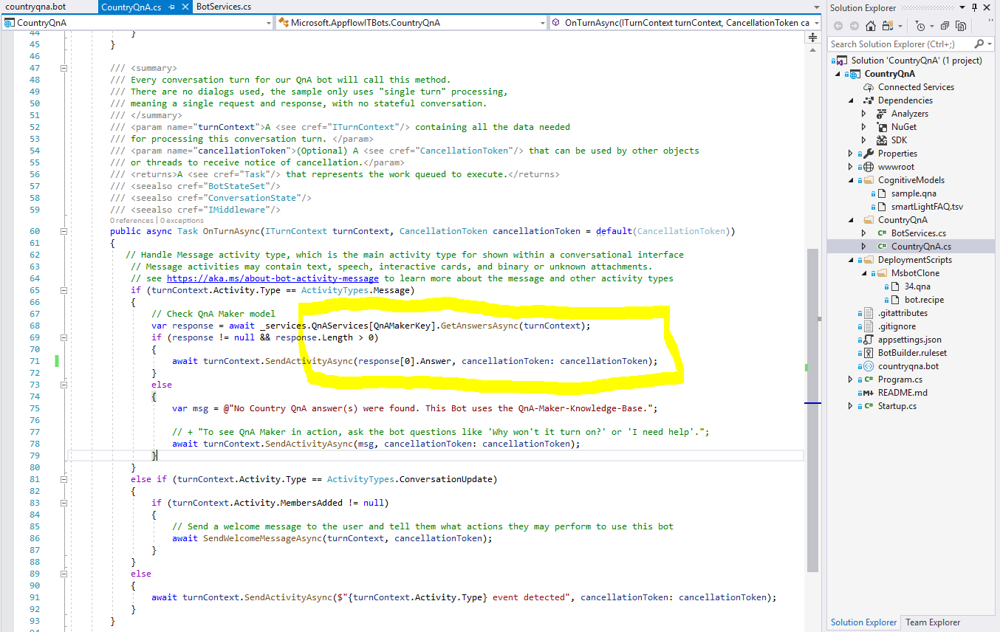 countryqna.bot
CountryQnA.cs
BotServices.cs
CountryQnA
Microsoft.AppflowITBots.CountryQnA
OnTurnAsync(ITurnContext turnContext, CancellationToken ca
44 }
45 }
46
47 /// <summary>
48 /// Every conversation turn for our QnA bot will call this method.
49 /// There are no dialogs used, the sample only uses "single turn" processing,
50 /// meaning a single request and response, with no stateful conversation.
51 /// </summary>
52 /// <param name="turnContext">A <see cref="ITurnContext"/> containing all the data needed
53 /// for processing this conversation turn. </param>
54 /// <param name="cancellationToken">(Optional) A <see cref="CancellationToken"/> that can be used by other objects
55 /// or threads to receive notice of cancellation.</param>
56 /// <returns>A <see cref="Task"/> that represents the work queued to execute.</returns>
57 /// <seealso cref="BotStateSet"/>
58 /// <seealso cref="ConversationState"/>
59 /// <seealso cref="IMiddleware"/>
0 references | 0 exceptions
60 public async Task OnTurnAsync(ITurnContext turnContext, CancellationToken cancellationToken = default(CancellationToken))
61 {
62 // Handle Message activity type, which is the main activity type for shown within a conversational interface
63 // Message activities may contain text, speech, interactive cards, and binary or unknown attachments.
64 // see https://aka.ms/about-bot-activity-message to learn more about the message and other activity types
65 if (turnContext.Activity.Type == ActivityTypes.Message)
66 {
67 // Check QnA Maker model
68 var response = await _services.QnAServices[QnAMakerKey].GetAnswersAsync(turnContext);
69 if (response != null && response.Length > 0)
70 {
71 await turnContext.SendActivityAsync(response[0].Answer, cancellationToken: cancellationToken);
72 }
73 else
74 {
75 var msg = @"No Country QnA answer(s) were found. This Bot uses the QnA-Maker-Knowledge-Base.";
76
77 // + "To see QnA Maker in action, ask the bot questions like 'Why won't it turn on?' or 'I need help'.";
78 await turnContext.SendActivityAsync(msg, cancellationToken: cancellationToken);
79 }
80 }
81 else if (turnContext.Activity.Type == ActivityTypes.ConversationUpdate)
82 {
83 if (turnContext.Activity.MembersAdded != null)
84 {
85 // Send a welcome message to the user and tell them what actions they may perform to use this bot
86 await SendWelcomeMessageAsync(turnContext, cancellationToken);
87 }
88 }
89 else
90 {
91 await turnContext.SendActivityAsync($"{turnContext.Activity.Type} event detected", cancellationToken: cancellationToken);
92 }
93 }
94
Solution Explorer
Search Solution Explorer (Ctrl+;)
Solution 'CountryQnA' (1 project)
CountryQnA
Connected Services
Dependencies
Analyzers
NuGet
SDK
Properties
wwwroot
CognitiveModels
sample.qna
smartLightFAQ.tsv
CountryQnA
C# BotServices.cs
C# CountryQnA.cs
DeploymentScripts
MsbotClone
34.qna
bot.recipe
.gitattributes
.gitignore
appsettings.json
BotBuilder.ruleset
countryqna.bot
C# Program.cs
README.md
C# Startup.cs
Solution Explorer
Team Explorer